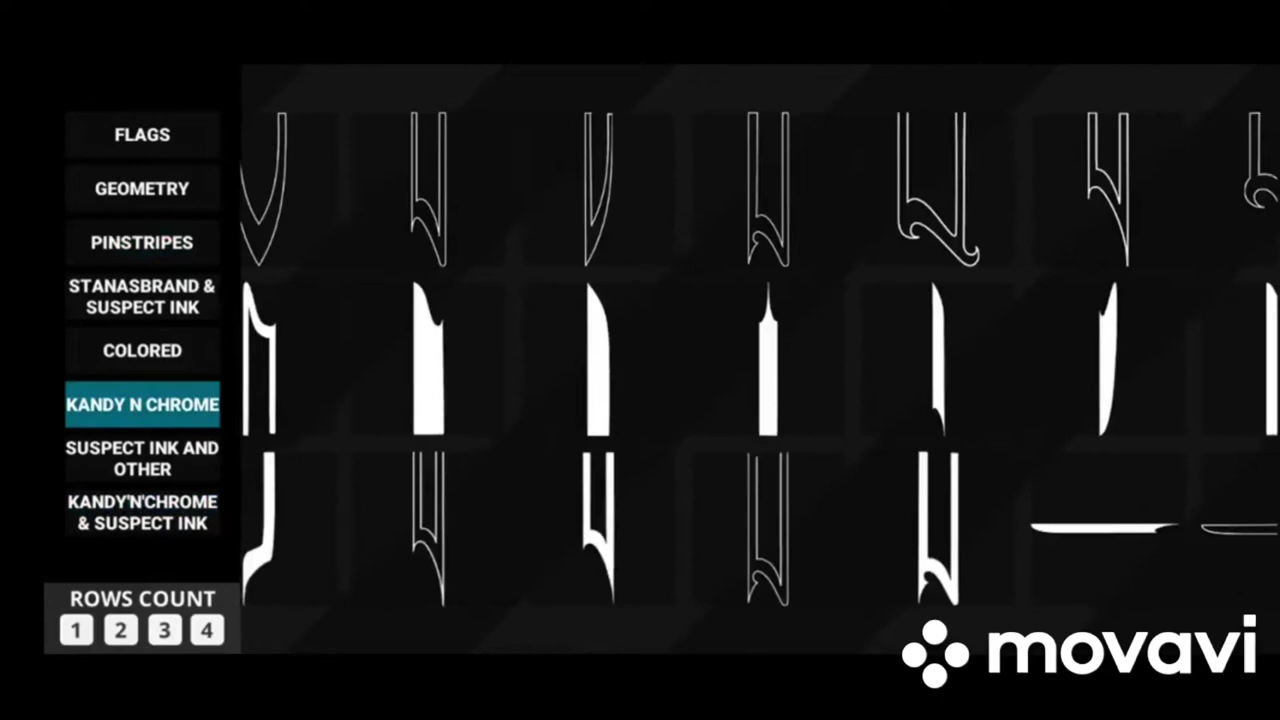 FLAGS
GEOMETRY
PINSTRIPES
STANASBRAND &
SUSPECT INK
COLORED
KANDY N CHROME
SUSPECT INK AND
OTHER
KANDY'N'CHROME
& SUSPECT INK
ROWS COUNT
1 2 3 4
movavi